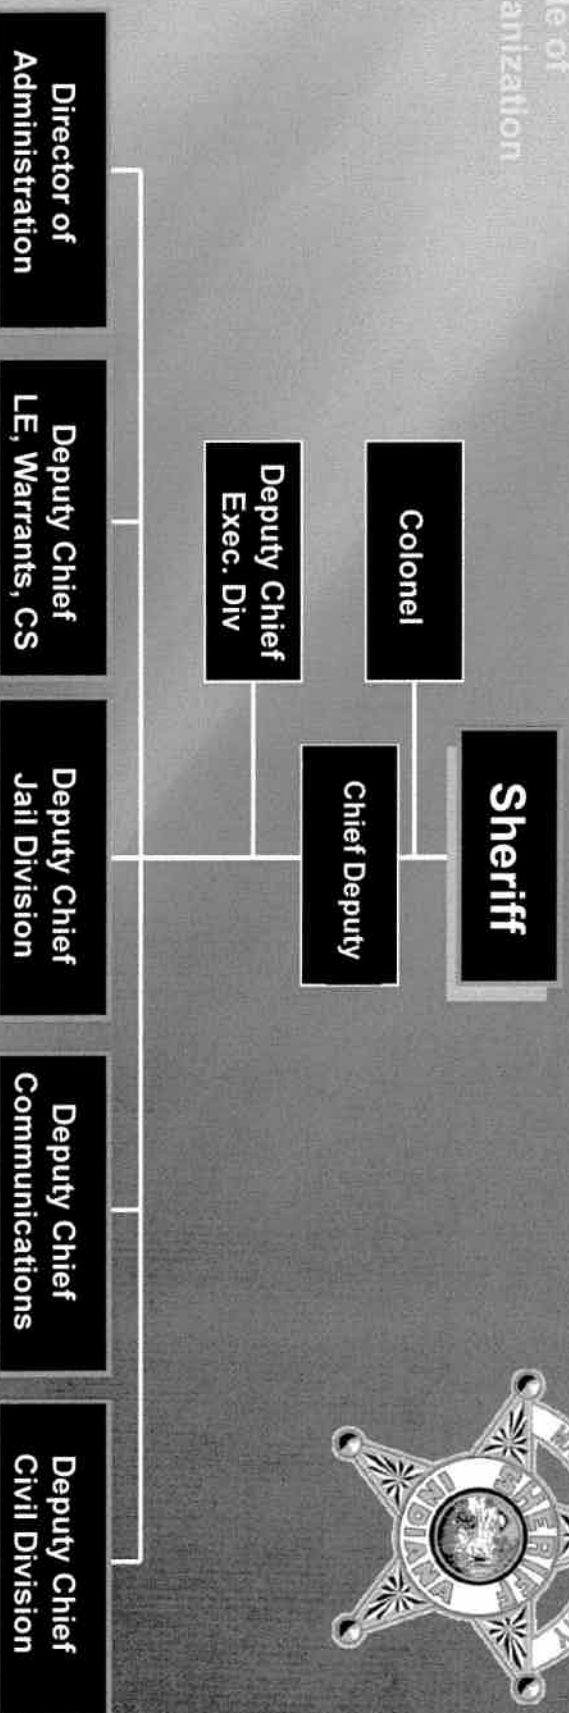 Sheriff
Colonel
Chief Deputy
Deputy Chief
Exec. Div
Director of
Administration
Deputy Chief
LE, Warrants, CS
Deputy Chief
Jail Division
Deputy Chief
Communications
Deputy Chief
Civil Division
SHERIFF